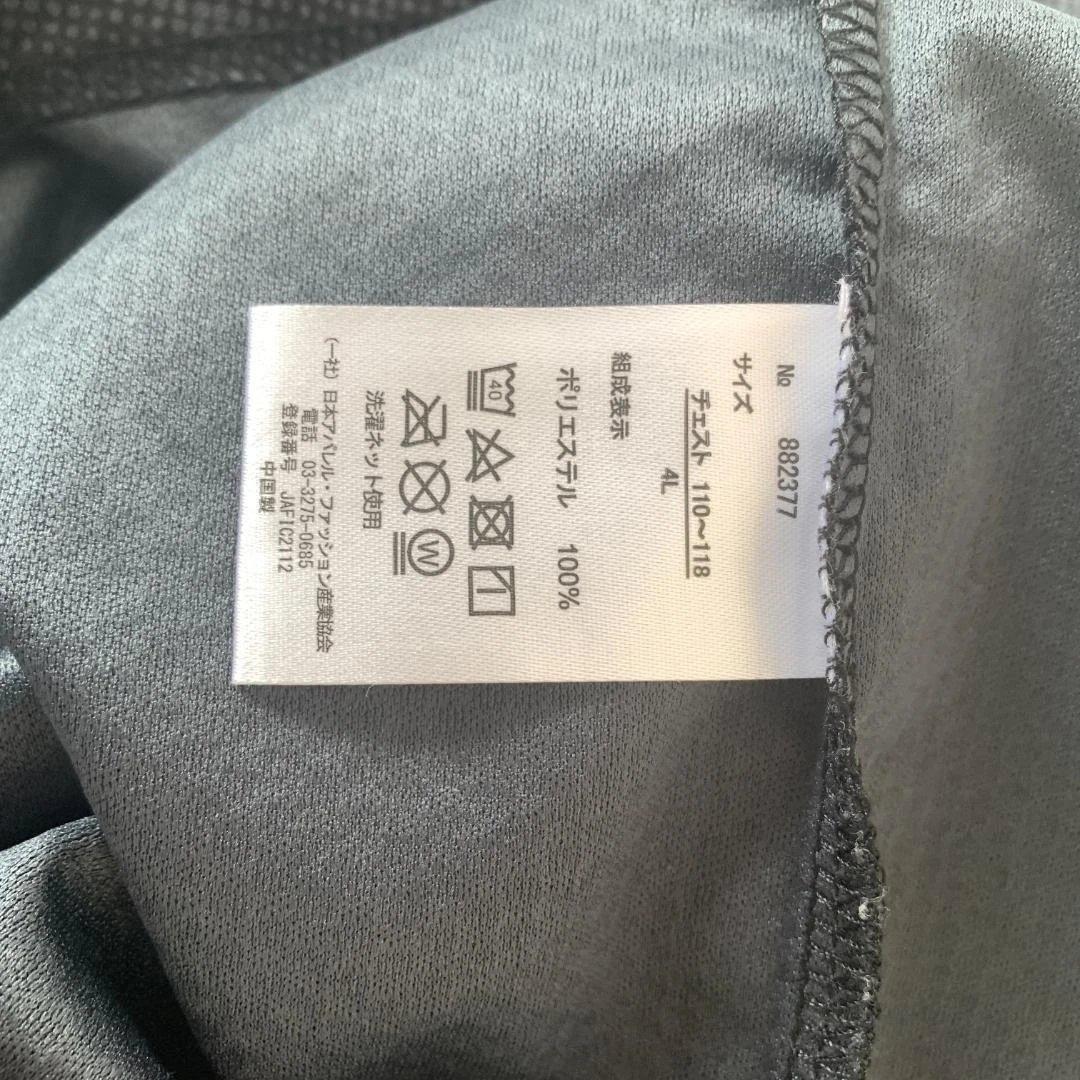 № 882377
サイズ
チェスト 110～118
4L
組成表示
ポリエステル 100%
40
W
洗濯ネット使用
(一社) 日本アパレル・ファッション産業協会
電話 03-3275-0685
登録番号 JAFIC2112
中国製